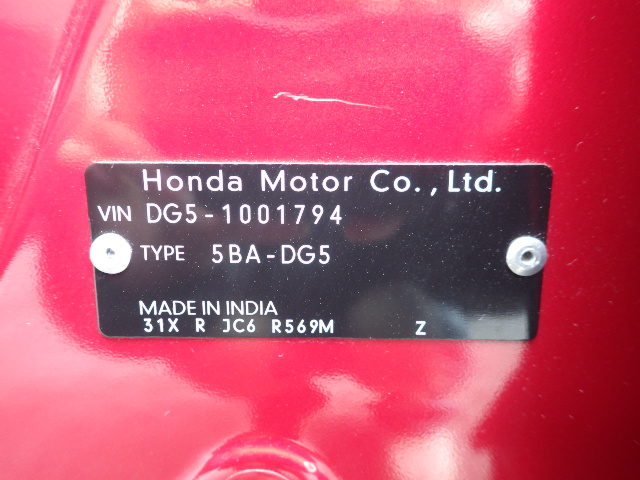 Honda Motor Co., Ltd.
VIN DG5-1001794
TYPE 5BA-DG5
MADE IN INDIA
31X R JC6 R569M Z